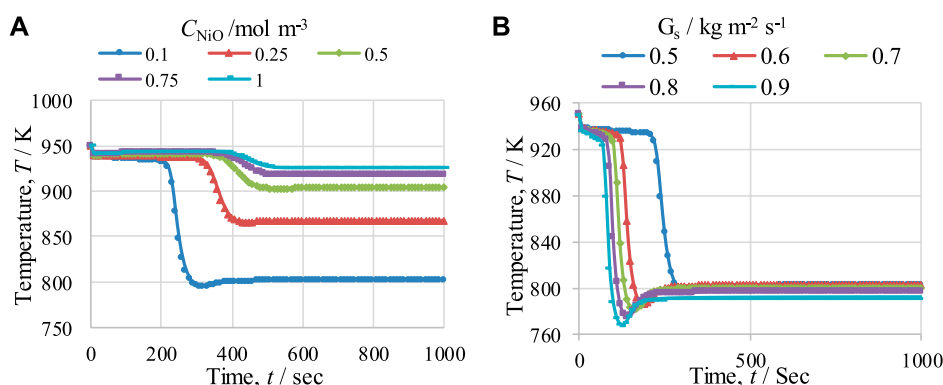 A
C_NiO /mol m⁻³
0.1 0.25 0.5
0.75 1
Temperature, T / K
1000
950
900
850
800
750
0 200 400 600 800 1000
Time, t / sec
B
G_s / kg m⁻² s⁻¹
0.5 0.6 0.7
0.8 0.9
Temperature, T / K
960
920
880
840
800
760
0 500 1000
Time, t / Sec